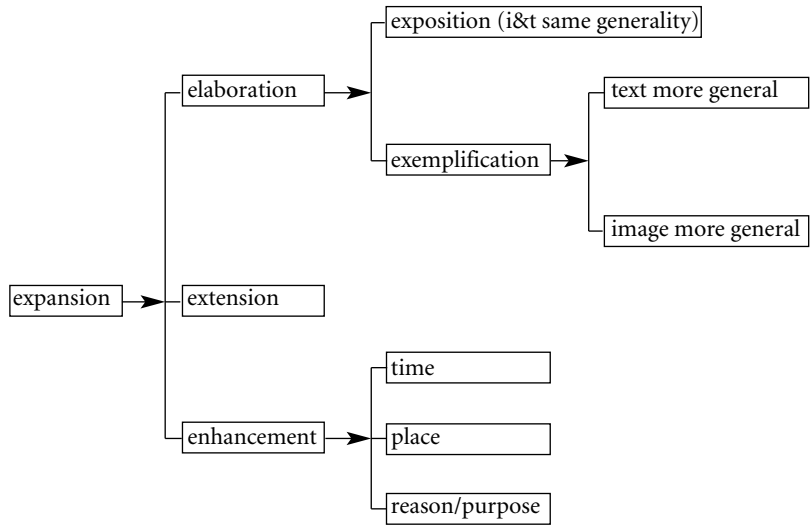 exposition (i&t same generality)
elaboration
text more general
exemplification
image more general
expansion
extension
time
enhancement
place
reason/purpose